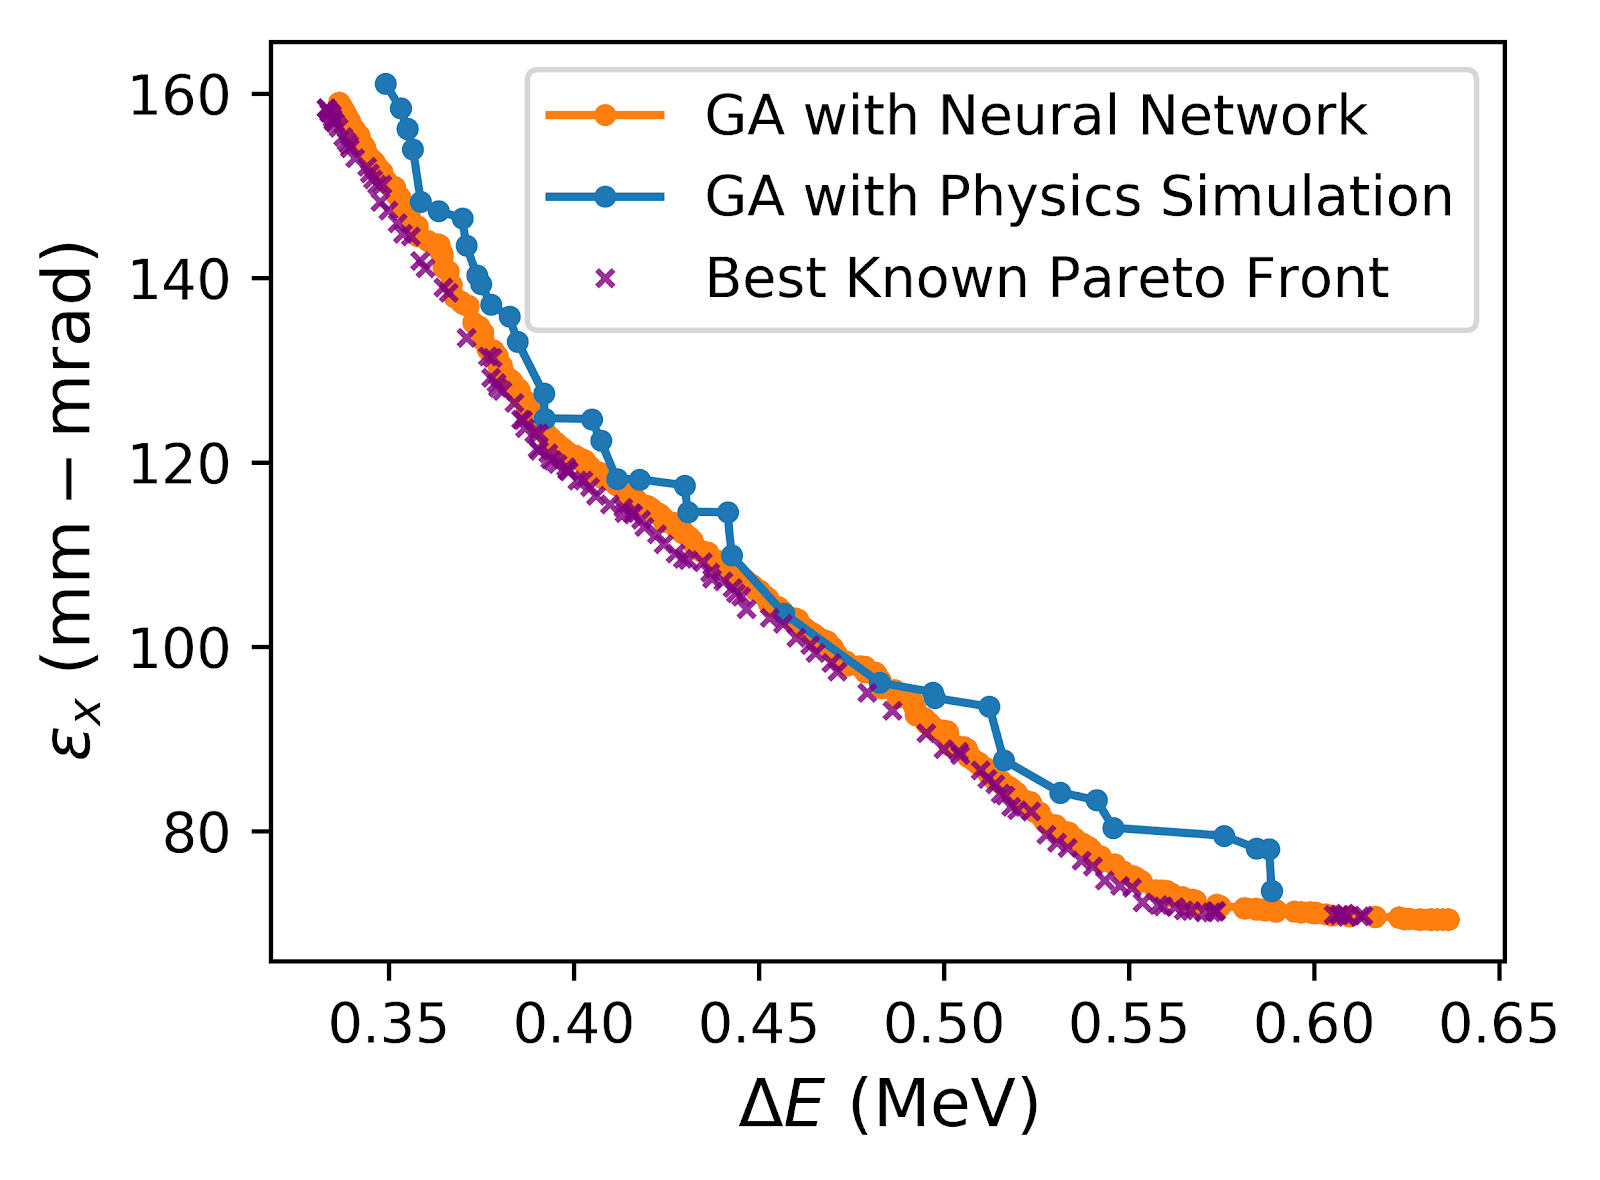 GA with Neural Network
GA with Physics Simulation
Best Known Pareto Front
160
140
120
100
80
εx (mm − mrad)
0.35 0.40 0.45 0.50 0.55 0.60 0.65
ΔE (MeV)